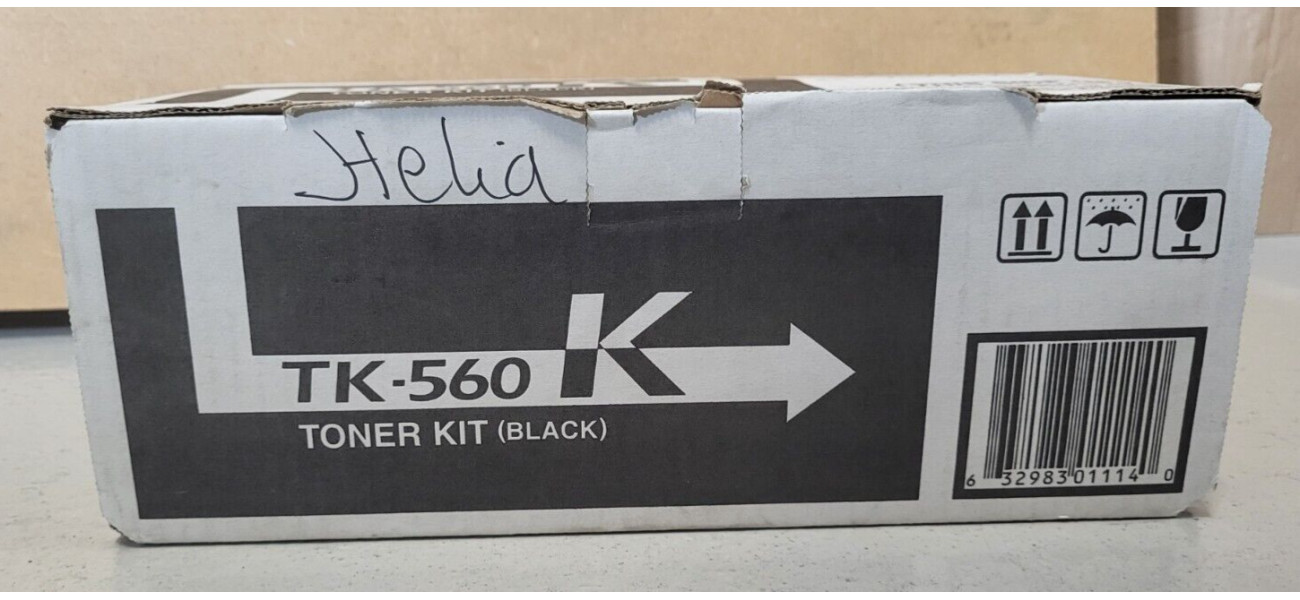 Helia
TK-560 K
TONER KIT (BLACK)
6 32983 01114 0